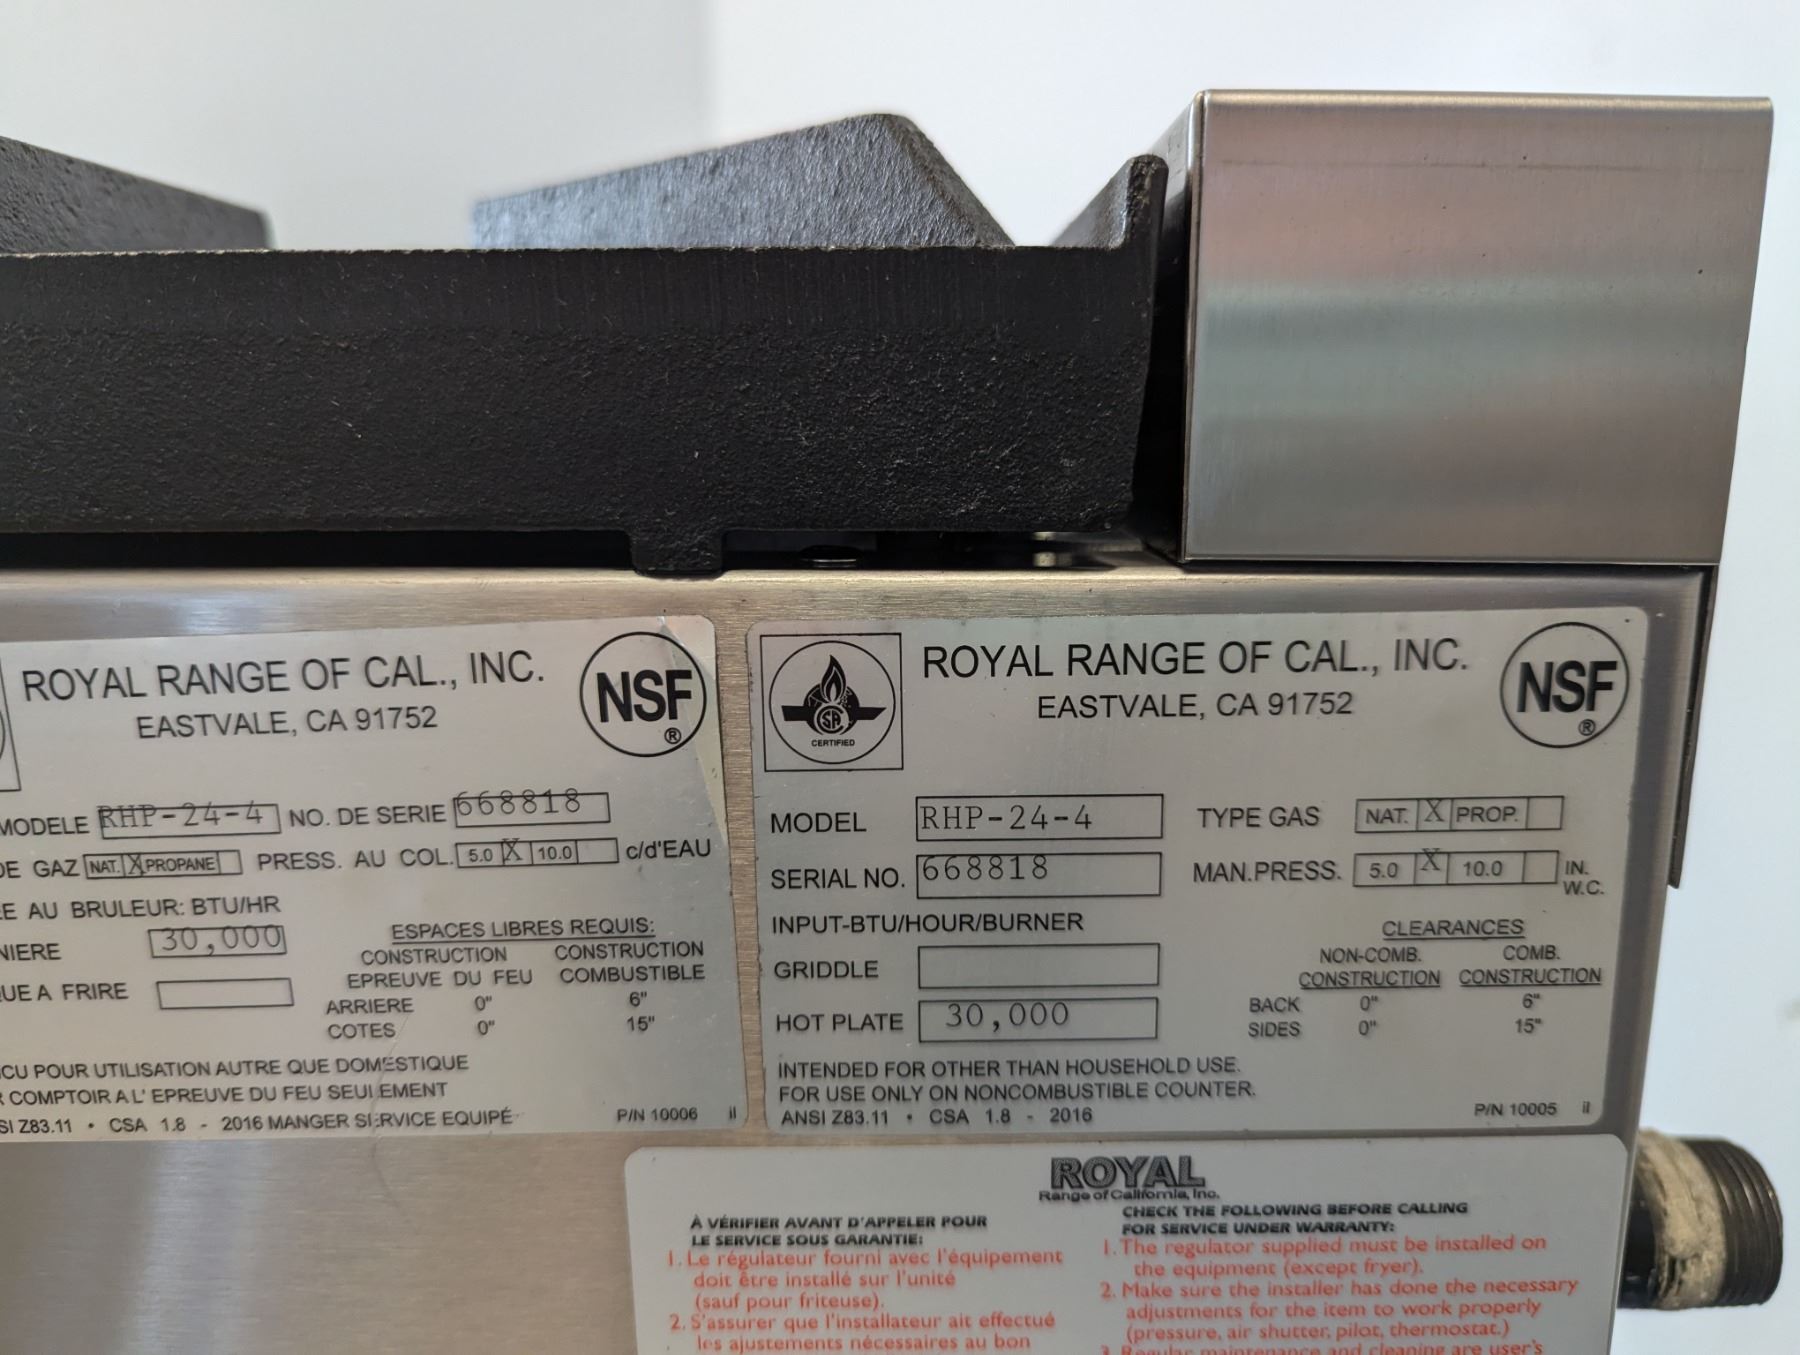 ROYAL RANGE OF CAL., INC.
EASTVALE, CA 91752
NSF
®
MODELE RHP-24-4 NO. DE SERIE 668818
DE GAZ NAT. X PROPANE PRESS. AU COL. 5.0 X 10.0 c/d'EAU
AU BRULEUR: BTU/HR
30,000
A FRIRE
ESPACES LIBRES REQUIS:
CONSTRUCTION CONSTRUCTION
EPREUVE DU FEU COMBUSTIBLE
ARRIERE 0" 6"
COTES 0" 15"
POUR UTILISATION AUTRE QUE DOMESTIQUE
COMPTOIR A L' EPREUVE DU FEU SEULEMENT
Z83.11 • CSA 1.8 - 2016 MANGER SERVICE EQUIPÉ
P/N 10006 il
CERTIFIED
ROYAL RANGE OF CAL., INC.
EASTVALE, CA 91752
NSF
®
MODEL RHP-24-4 TYPE GAS NAT. X PROP.
SERIAL NO. 668818 MAN.PRESS. 5.0 X 10.0 IN. W.C.
INPUT-BTU/HOUR/BURNER
GRIDDLE
HOT PLATE 30,000
CLEARANCES
NON-COMB. COMB.
CONSTRUCTION CONSTRUCTION
BACK 0" 6"
SIDES 0" 15"
INTENDED FOR OTHER THAN HOUSEHOLD USE.
FOR USE ONLY ON NONCOMBUSTIBLE COUNTER.
ANSI Z83.11 • CSA 1.8 - 2016
P/N 10005 il
ROYAL
Range of California, Inc.
À VÉRIFIER AVANT D'APPELER POUR
LE SERVICE SOUS GARANTIE:
1. Le régulateur fourni avec l'équipement
doit être installé sur l'unité
(sauf pour friteuse).
2. S'assurer que l'installateur ait effectué
les ajustements nécessaires au bon
CHECK THE FOLLOWING BEFORE CALLING
FOR SERVICE UNDER WARRANTY:
1. The regulator supplied must be installed on
the equipment (except fryer).
2. Make sure the installer has done the necessary
adjustments for the item to work properly
(pressure, air shutter, pilot, thermostat.)
3. Regular maintenance and cleaning are user's